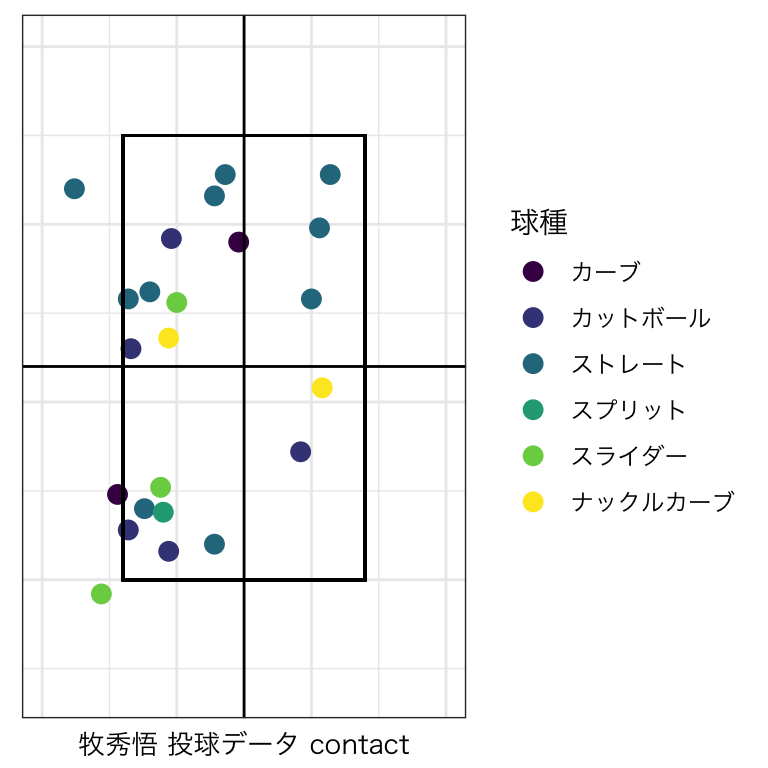 球種
カーブ
カットボール
ストレート
スプリット
スライダー
ナックルカーブ
牧秀悟 投球データ contact